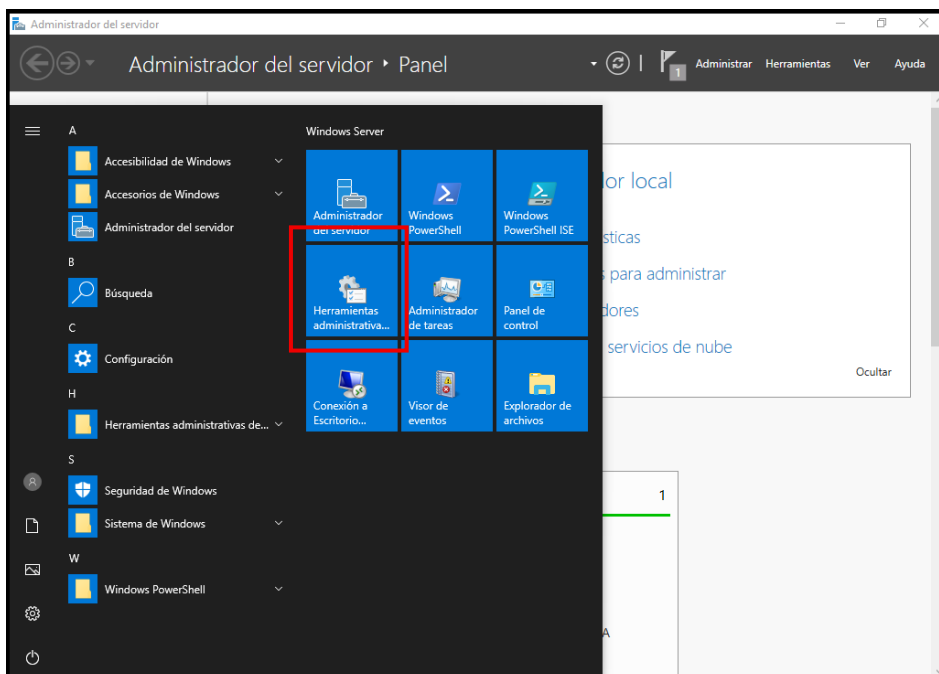 Administrador del servidor
Administrador del servidor ‣ Panel
1
Administrar Herramientas Ver Ayuda
A
Accesibilidad de Windows
Accesorios de Windows
Administrador del servidor
B
Búsqueda
C
Configuración
H
Herramientas administrativas de...
S
Seguridad de Windows
Sistema de Windows
W
Windows PowerShell
Windows Server
Administrador
del servidor
Windows
PowerShell
Windows
PowerShell ISE
Herramientas
administrativa...
Administrador
de tareas
Panel de
control
Conexión a
Escritorio...
Visor de
eventos
Explorador de
archivos
or local
sticas
para administrar
dores
servicios de nube
Ocultar
1
A